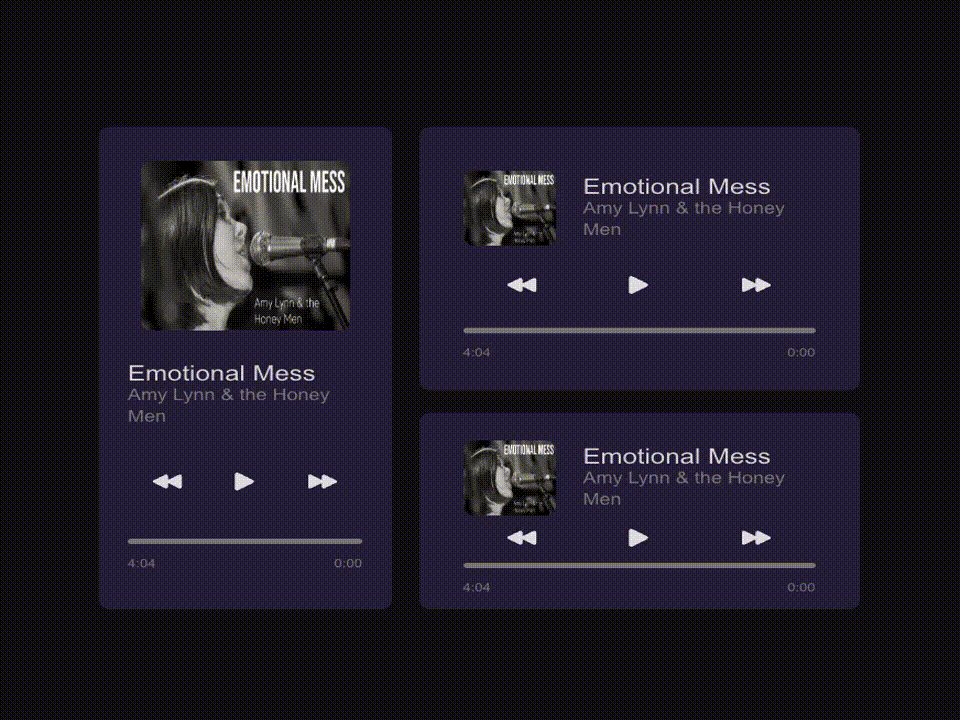 EMOTIONAL MESS
Amy Lynn & the
Honey Men
Emotional Mess
Amy Lynn & the Honey
Men
4:04
0:00
EMOTIONAL MESS
Emotional Mess
Amy Lynn & the Honey
Men
4:04
0:00
EMOTIONAL MESS
Emotional Mess
Amy Lynn & the Honey
Men
4:04
0:00